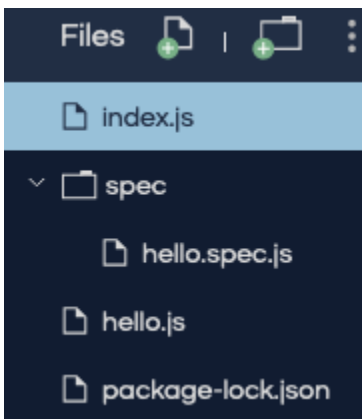 Files
index.js
spec
hello.spec.js
hello.js
package-lock.json